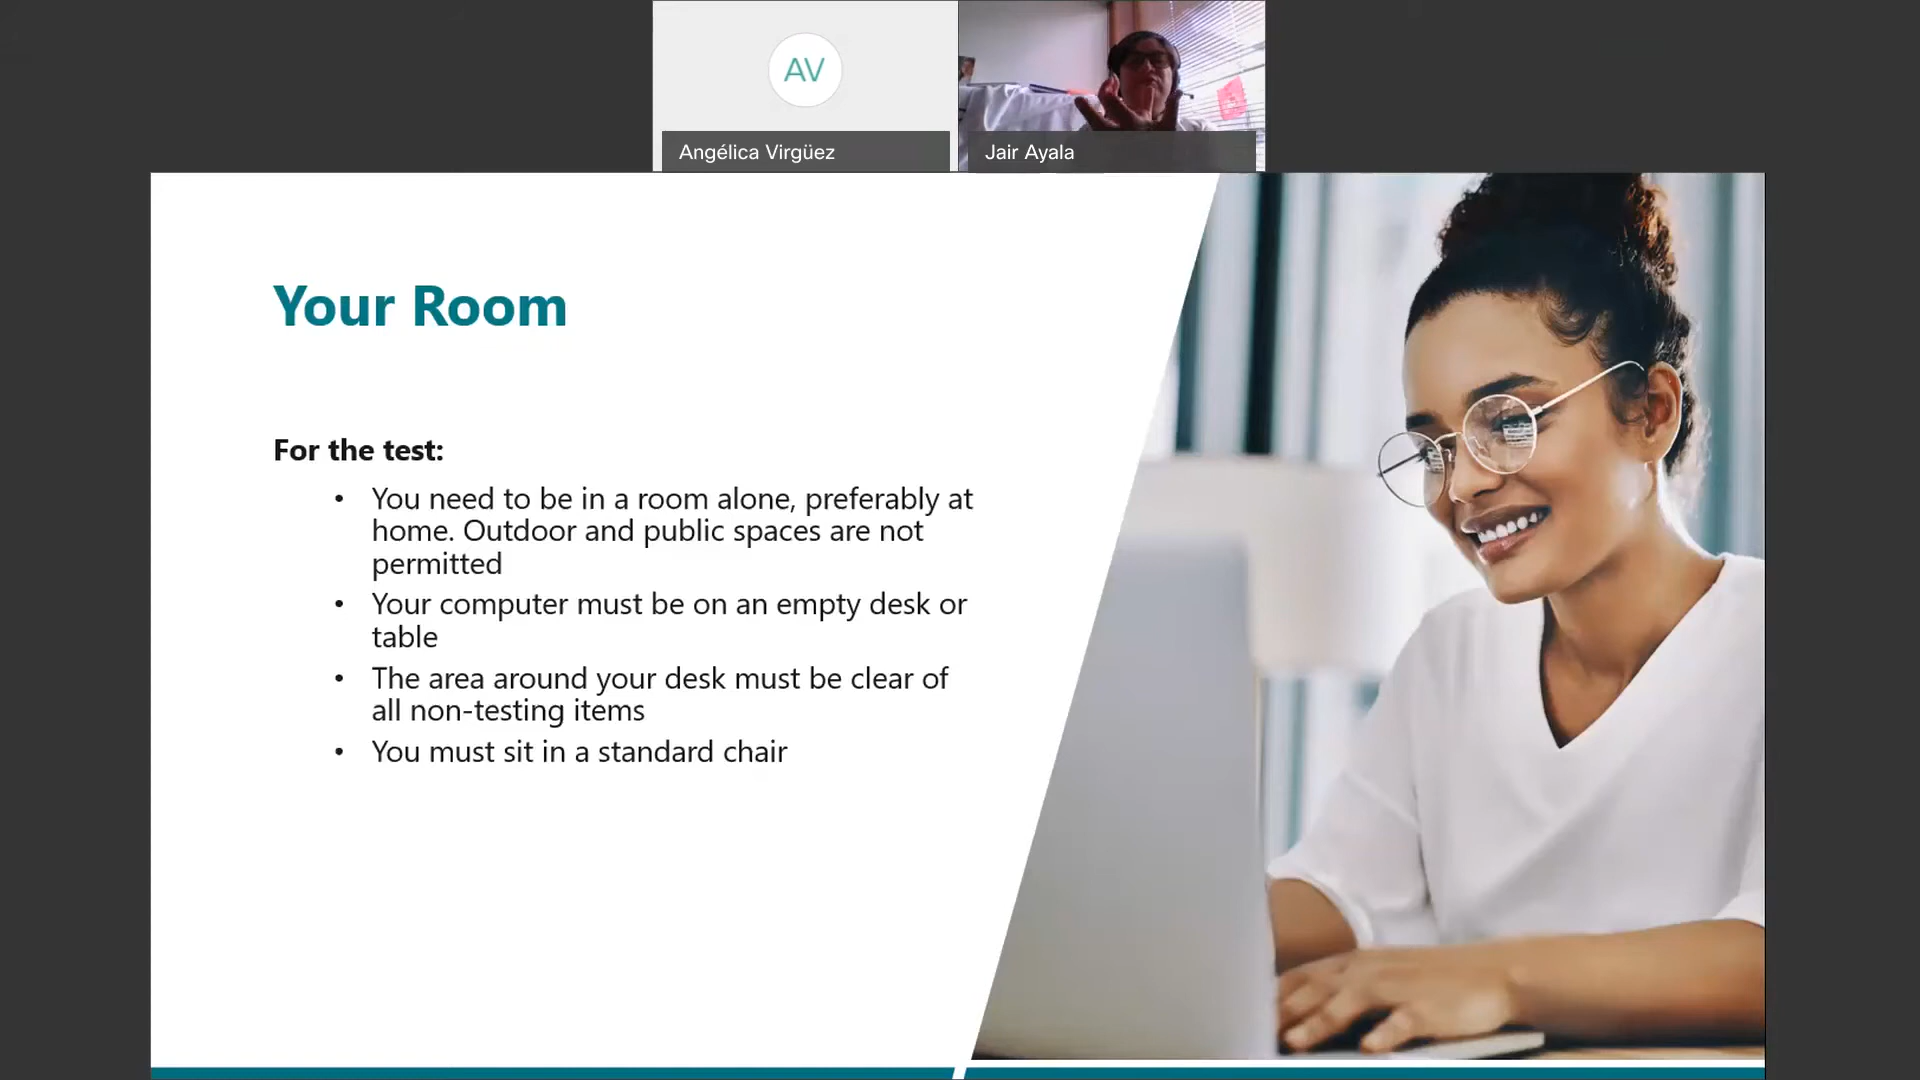 AV
Angélica Virgüez
Jair Ayala
Your Room
For the test:
• You need to be in a room alone, preferably at
home. Outdoor and public spaces are not
permitted
• Your computer must be on an empty desk or
table
• The area around your desk must be clear of
all non-testing items
• You must sit in a standard chair